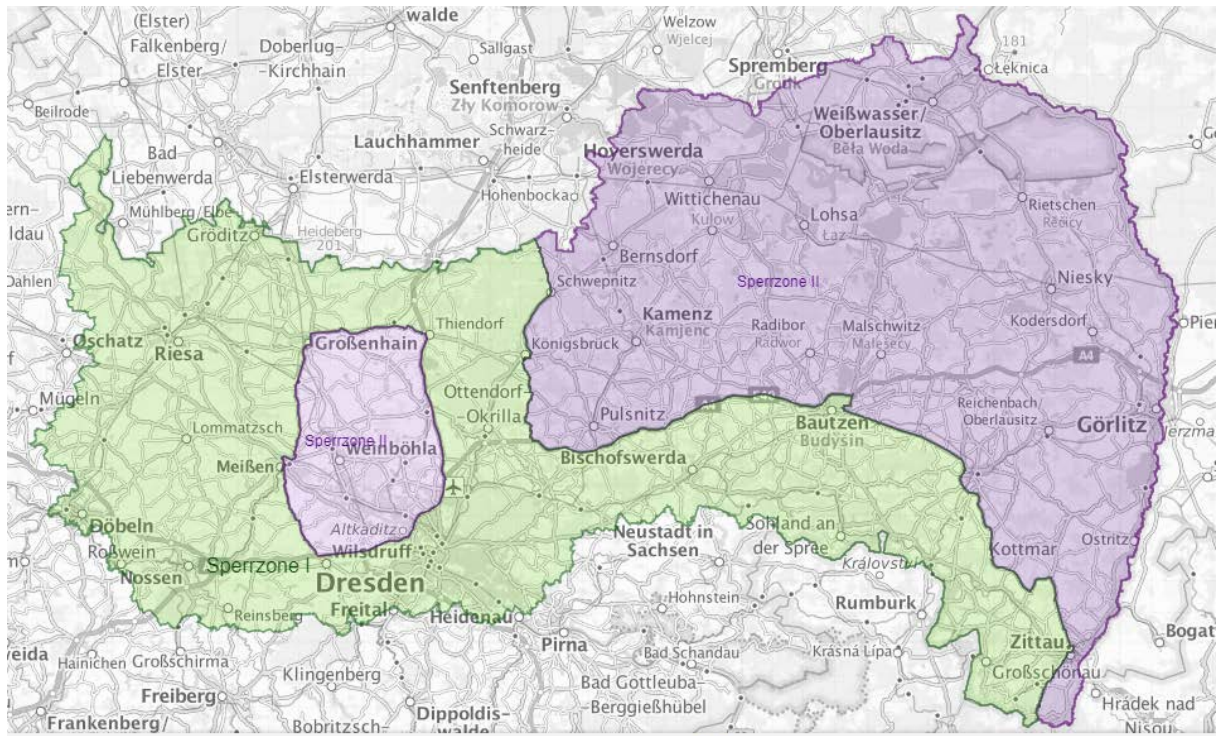 (Elster)
Falkenberg/
Elster
Beilrode
Doberlug-
-Kirchhain
walde
Sallgast
Welzow
Wjelcej
Spremberg
181
Łeknica
Senftenberg
Zły Komorow
Lauchhammer
Schwarz-
heide
Weißwasser/
Oberlausitz
Běła Woda
Bad
Liebenwerda
Elsterwerda
Hohenbocka
Hoyerswerda
Wojerecy
Mühlberg/Elbe
Heideberg
201
Gröditz
Wittichenau
Kulow
Lohsa
Łaz
Rietschen
Rěčicy
Bernsdorf
Schwepnitz
Sperrzone II
Niesky
Dahlen
Oschatz
Riesa
Großenhain
Thiendorf
Kamenz
Kamjenc
Königsbrück
Radibor
Radwor
Malschwitz
Malešecy
Kodersdorf
A4
Mügeln
Lommatzsch
Ottendorf-
-Okrilla
Pulsnitz
Reichenbach/
Oberlausitz
Görlitz
Sperrzone II
Weinböhla
Meißen
Bautzen
Budyšin
Bischofswerda
Döbeln
Roßwein
Nossen
Altkaditz
Wilsdruff
Sperrzone I
Dresden
Freital
Heidenau
Reinsberg
Neustadt in
Sachsen
Sohland an
der Spree
Kottmar
Ostritz
Hohnstein
Rumburk
Zittau
Pirna
Bad Schandau
Krásná Lípa
Großschönau
Hainichen
Großschirma
Klingenberg
Freiberg
Bad Gottleuba-
-Berggießhübel
Hrádek nad
Nisou
Frankenberg/
Bobritzsch-
Dippoldis-
walde